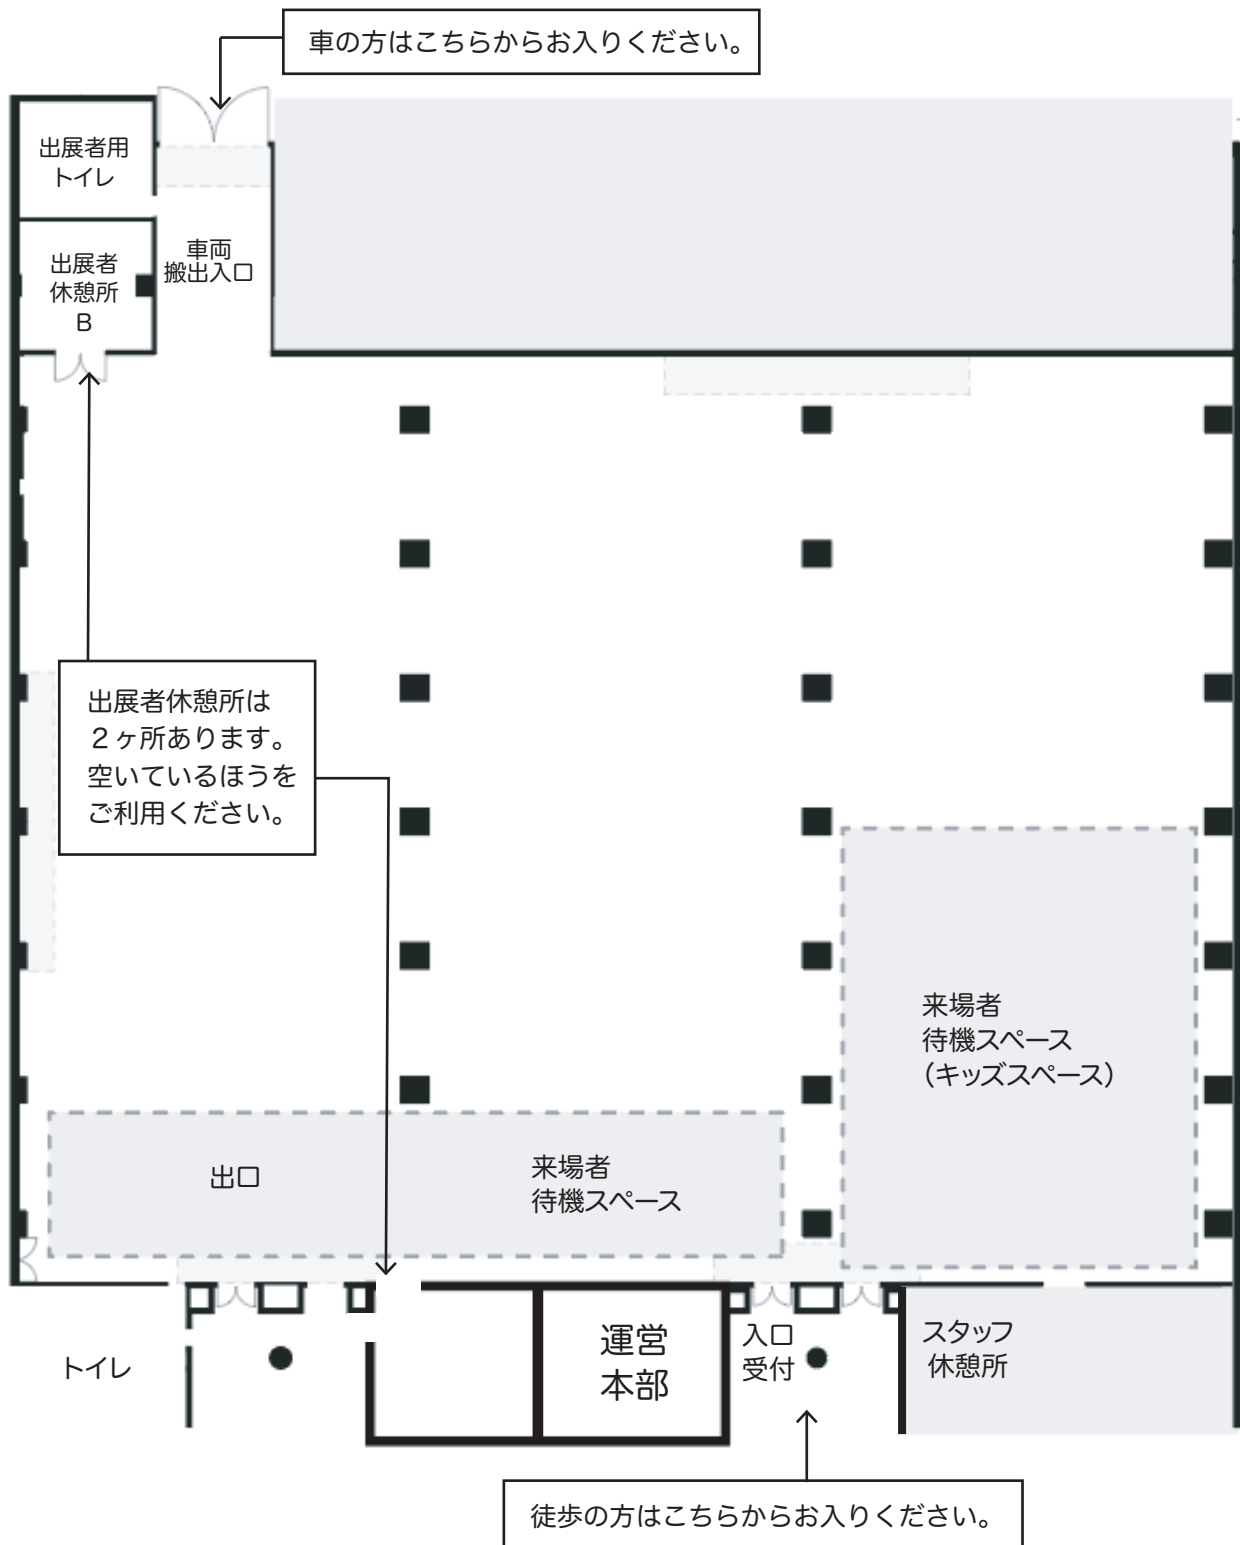 車の方はこちらからお入りください。
出展者用
トイレ
車両
搬出入口
出展者
休憩所
B
出展者休憩所は
２ヶ所あります。
空いているほうを
ご利用ください。
来場者
待機スペース
（キッズスペース）
出口
来場者
待機スペース
トイレ
運営
本部
入口
受付
スタッフ
休憩所
徒歩の方はこちらからお入りください。